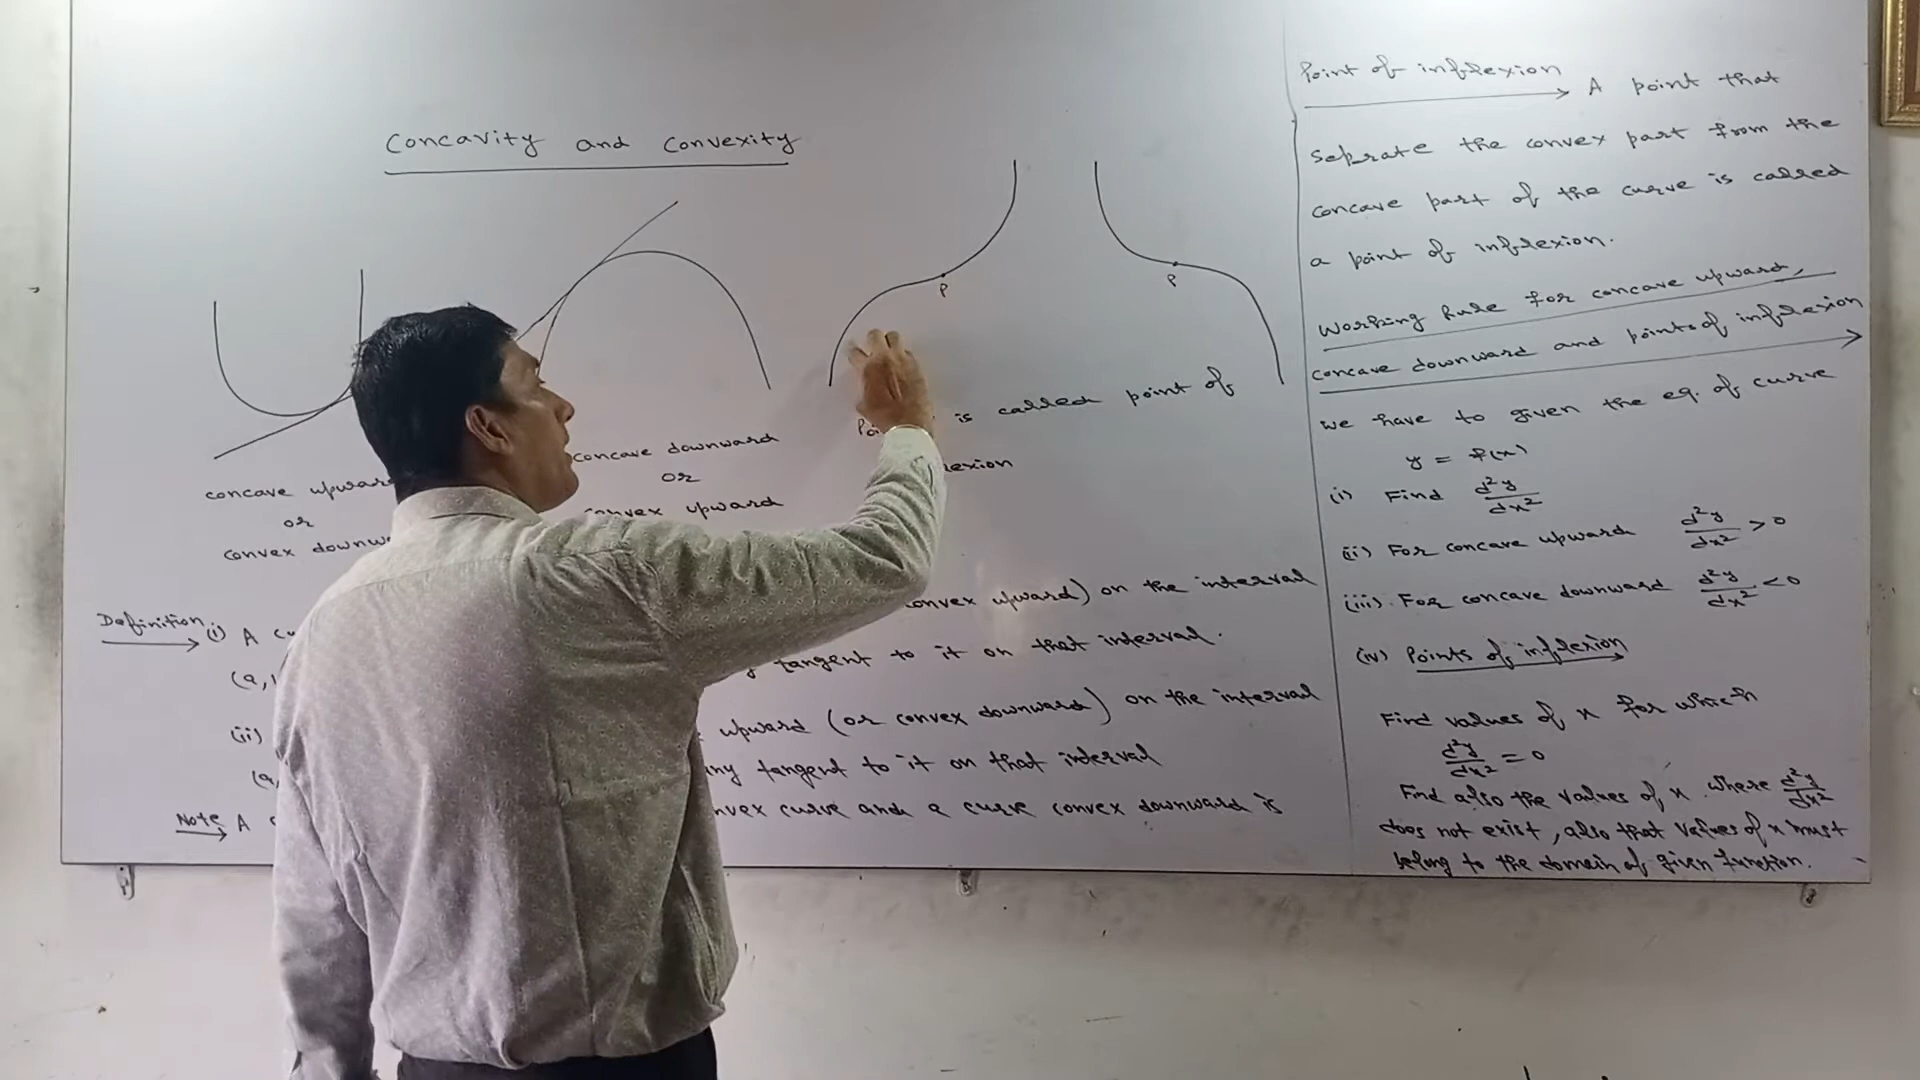 Concavity and Convexity
P
P
is called point of
lexion
concave upward
or
convex downw
concave downward
or
convex upward
Definition (i) A cu
onvex upward) on the interval
tangent to it on that interval.
(ii)
upward (or convex downward) on the interval
ny tangent to it on that interval
Note A
nvex curve and a curve convex downward is
Point of inflexion → A point that
seprate the convex part from the
concave part of the curve is called
a point of inflexion.
Working Rule for concave upward,
concave downward and points of inflexion
we have to given the eq. of curve
y = f(x)
(i) Find d²y/dx²
(ii) For concave upward d²y/dx² > 0
(iii) For concave downward d²y/dx² < 0
(iv) Points of inflexion
Find values of x for which
d²y/dx² = 0
Find also the values of x where d²y/dx²
does not exist, also that values of x must
belong to the domain of given function.